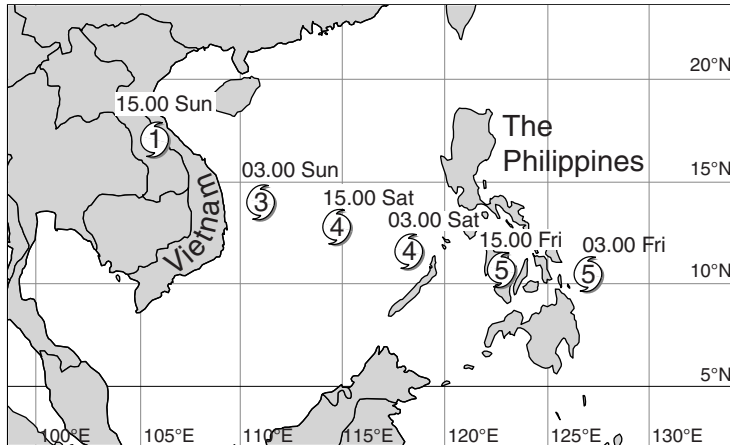 20°N
15.00 Sun
1
The
Philippines
15°N
03.00 Sun
3
15.00 Sat
4
03.00 Sat
4
15.00 Fri
5
03.00 Fri
5
Vietnam
10°N
5°N
100°E
105°E
110°E
115°E
120°E
125°E
130°E